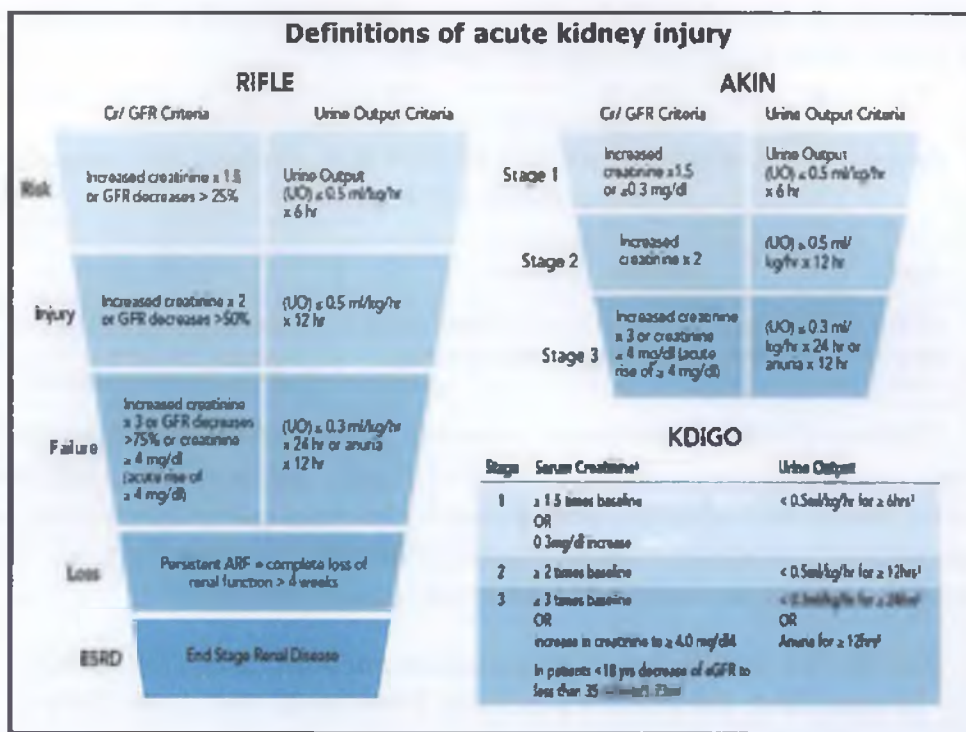 Definitions of acute kidney injury
RIFLE
Cr/ GFR Criteria
Urine Output Criteria
Risk
Increased creatinine x 1.5
or GFR decreases > 25%
Urine Output
(UO) ≤ 0.5 ml/kg/hr
x 6 hr
Injury
Increased creatinine x 2
or GFR decreases >50%
(UO) ≤ 0.5 ml/kg/hr
x 12 hr
Failure
Increased creatinine
x 3 or GFR decreases
>75% or creatinine
≥ 4 mg/dl
(acute rise of
≥ 4 mg/dl)
(UO) ≤ 0.3 ml/kg/hr
x 24 hr or anuria
x 12 hr
Loss
Persistent ARF = complete loss of
renal function > 4 weeks
ESRD
End Stage Renal Disease
AKIN
Cr/ GFR Criteria
Urine Output Criteria
Stage 1
Increased
creatinine x1.5
or ≥0.3 mg/dl
Urine Output
(UO) ≤0.5 ml/kg/hr
x 6 hr
Stage 2
Increased
creatinine x 2
(UO) ≤ 0.5 ml/
kg/hr x 12 hr
Stage 3
Increased creatinine
x 3 or creatinine
≥ 4 mg/dl (acute
rise of ≥ 4 mg/dl)
(UO) ≤ 0.3 ml/
kg/hr x 24 hr or
anuria x 12 hr
KDIGO
Stage
Serum Creatinine
Urine Output
1
≥ 1.5 times baseline
OR
0.3mg/dl increase
< 0.5ml/kg/hr for ≥ 6hrs
2
≥ 2 times baseline
< 0.5ml/kg/hr for ≥ 12hrs
3
≥ 3 times baseline
OR
increase in creatinine to ≥ 4.0 mg/dl4
In patients <18 yrs decrease of eGFR to
less than 35
OR
Anuria for ≥ 12hrs